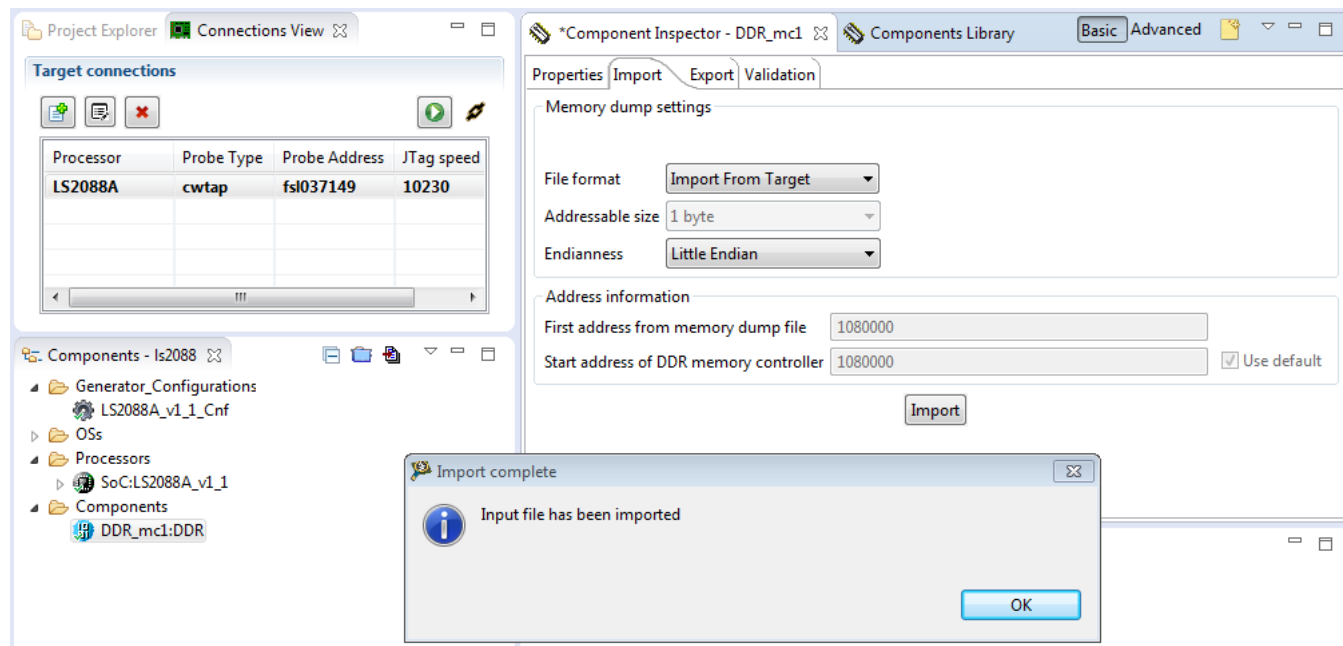 Project Explorer
Connections View
Target connections
Processor Probe Type Probe Address JTag speed
LS2088A cwtap fsl037149 10230
Components - ls2088
Generator_Configurations
LS2088A_v1_1_Cnf
OSs
Processors
SoC:LS2088A_v1_1
Components
DDR_mc1:DDR
*Component Inspector - DDR_mc1
Components Library
Basic Advanced
Properties Import Export Validation
Memory dump settings
File format Import From Target
Addressable size 1 byte
Endianness Little Endian
Address information
First address from memory dump file 1080000
Start address of DDR memory controller 1080000 Use default
Import
Import complete
Input file has been imported
OK